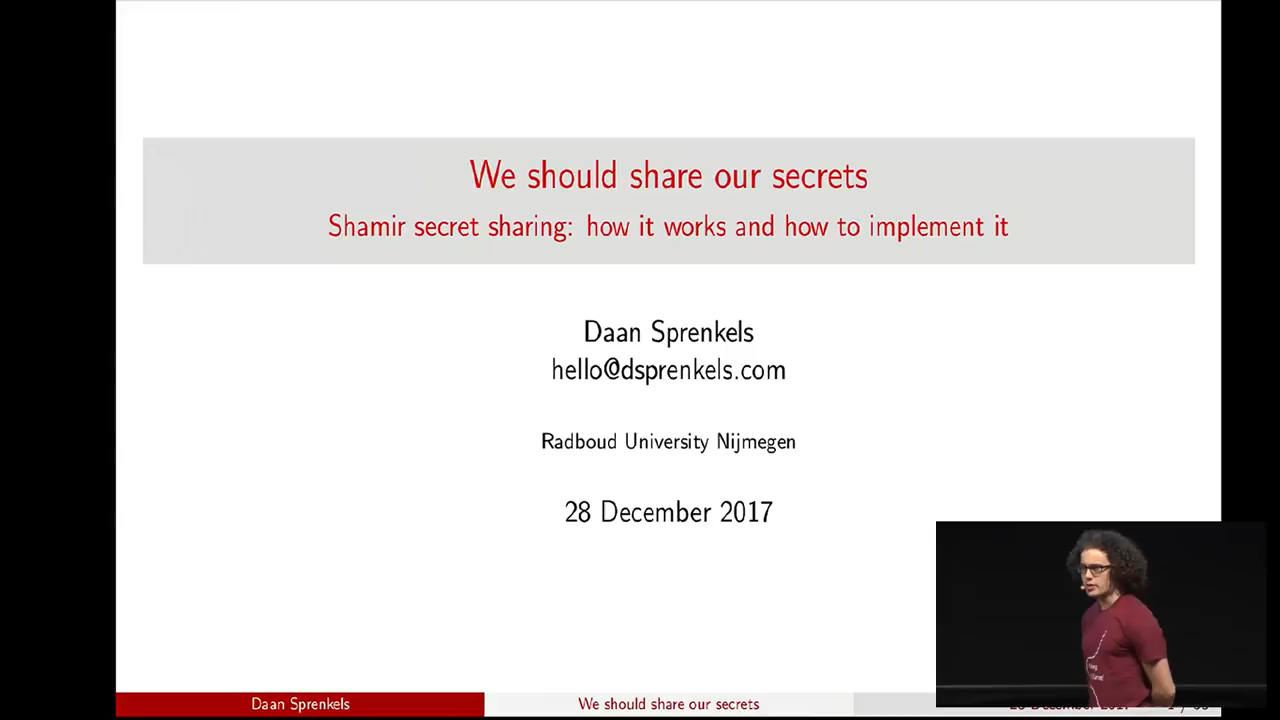 We should share our secrets
Shamir secret sharing: how it works and how to implement it
Daan Sprenkels
hello@dsprenkels.com
Radboud University Nijmegen
28 December 2017
Daan Sprenkels
We should share our secrets